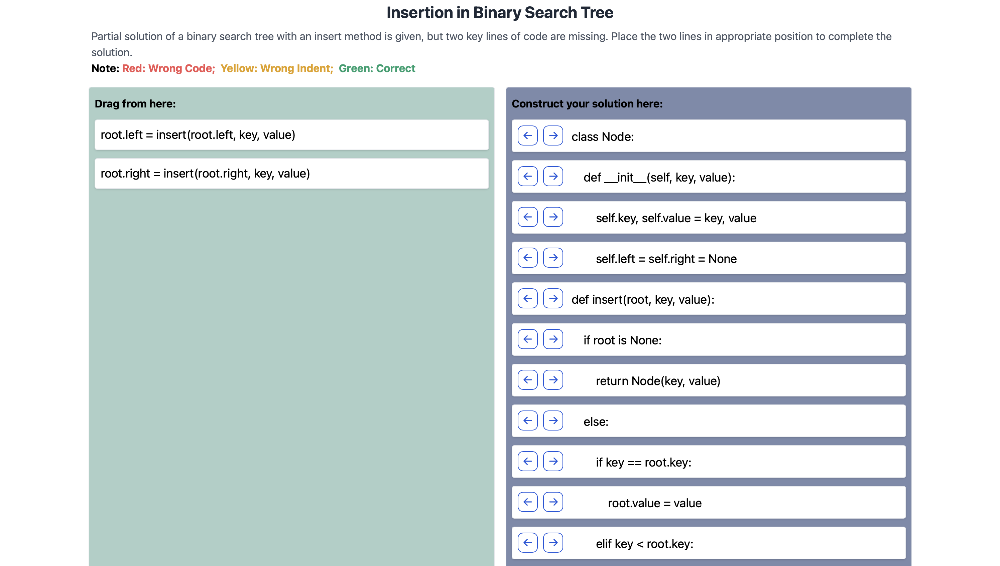 Insertion in Binary Search Tree
Partial solution of a binary search tree with an insert method is given, but two key lines of code are missing. Place the two lines in appropriate position to complete the
solution.
Note: Red: Wrong Code; Yellow: Wrong Indent; Green: Correct
Drag from here:
root.left = insert(root.left, key, value)
root.right = insert(root.right, key, value)
Construct your solution here:
class Node:
def __init__(self, key, value):
self.key, self.value = key, value
self.left = self.right = None
def insert(root, key, value):
if root is None:
return Node(key, value)
else:
if key == root.key:
root.value = value
elif key < root.key: